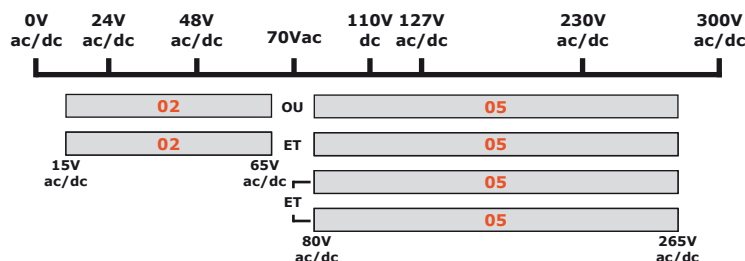 0V 24V 48V 70Vac 110V 127V 230V 300V
ac/dc ac/dc ac/dc dc ac/dc ac/dc ac/dc
02 OU 05
02 ET 05
15V 65V
ac/dc ac/dc
05
ET
05
80V 265V
ac/dc ac/dc